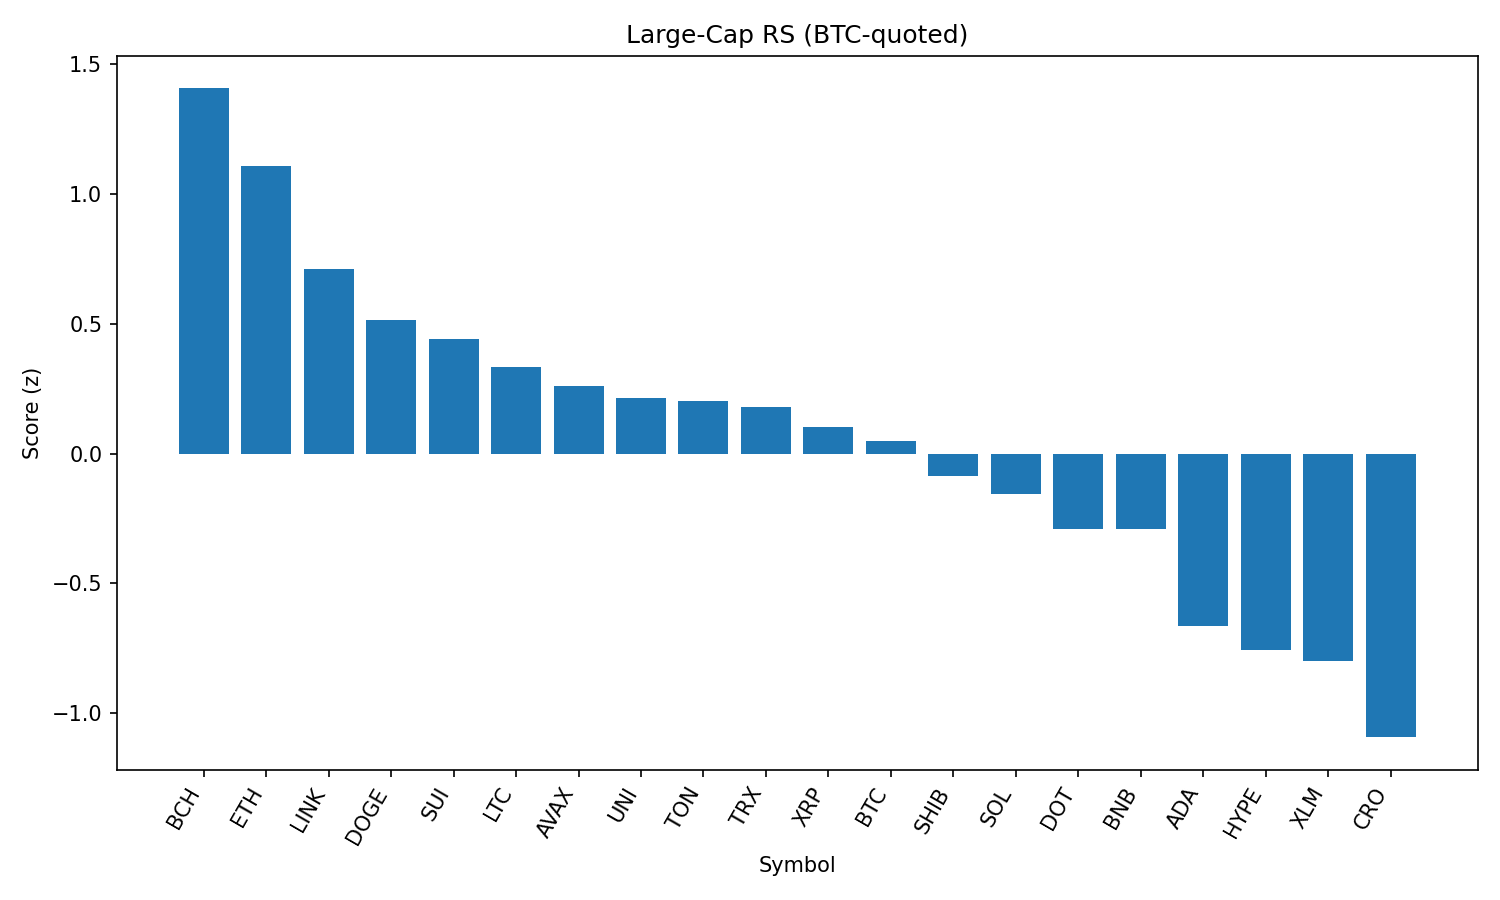 Large-Cap RS (BTC-quoted)
Score (z)
1.5
1.0
0.5
0.0
−0.5
−1.0
BCH
ETH
LINK
DOGE
SUI
LTC
AVAX
UNI
TON
TRX
XRP
BTC
SHIB
SOL
DOT
BNB
ADA
HYPE
XLM
CRO
Symbol